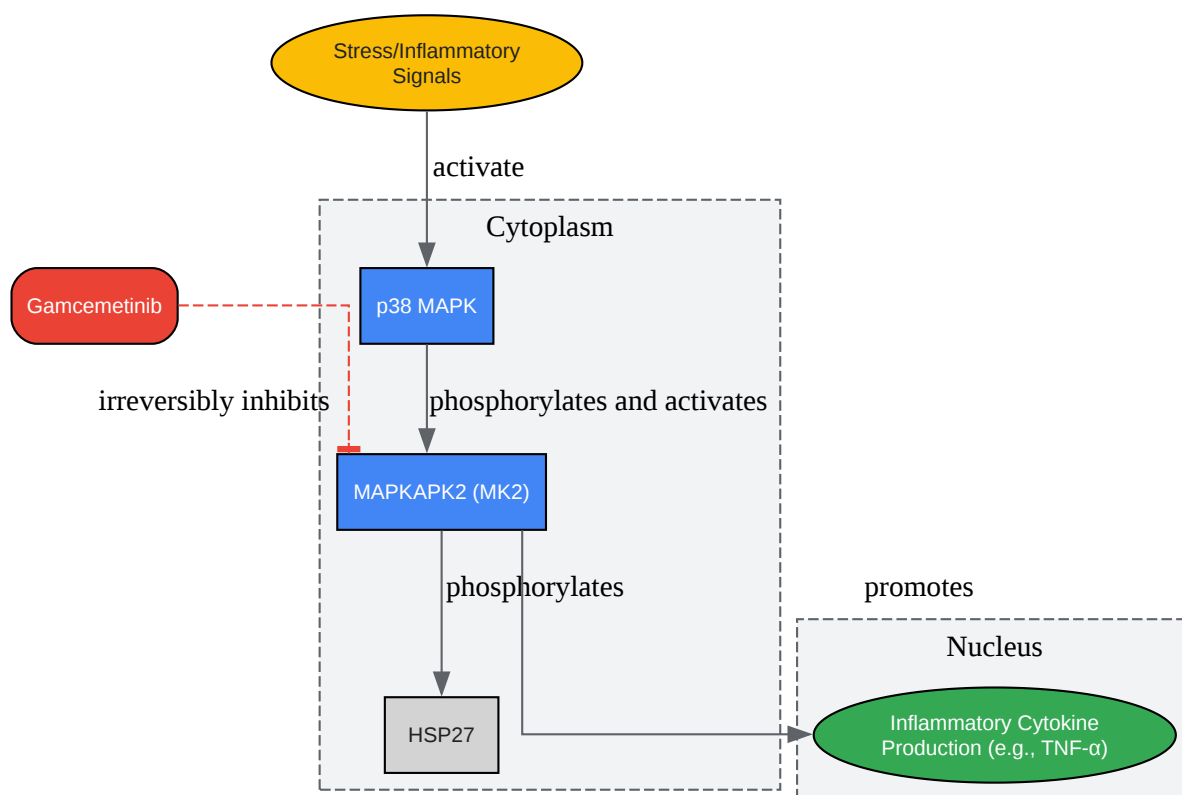 Stress/Inflammatory
Signals
activate
Cytoplasm
Gamcemetinib
p38 MAPK
irreversibly inhibits
phosphorylates and activates
MAPKAPK2 (MK2)
phosphorylates
promotes
Nucleus
HSP27
Inflammatory Cytokine
Production (e.g., TNF-α)